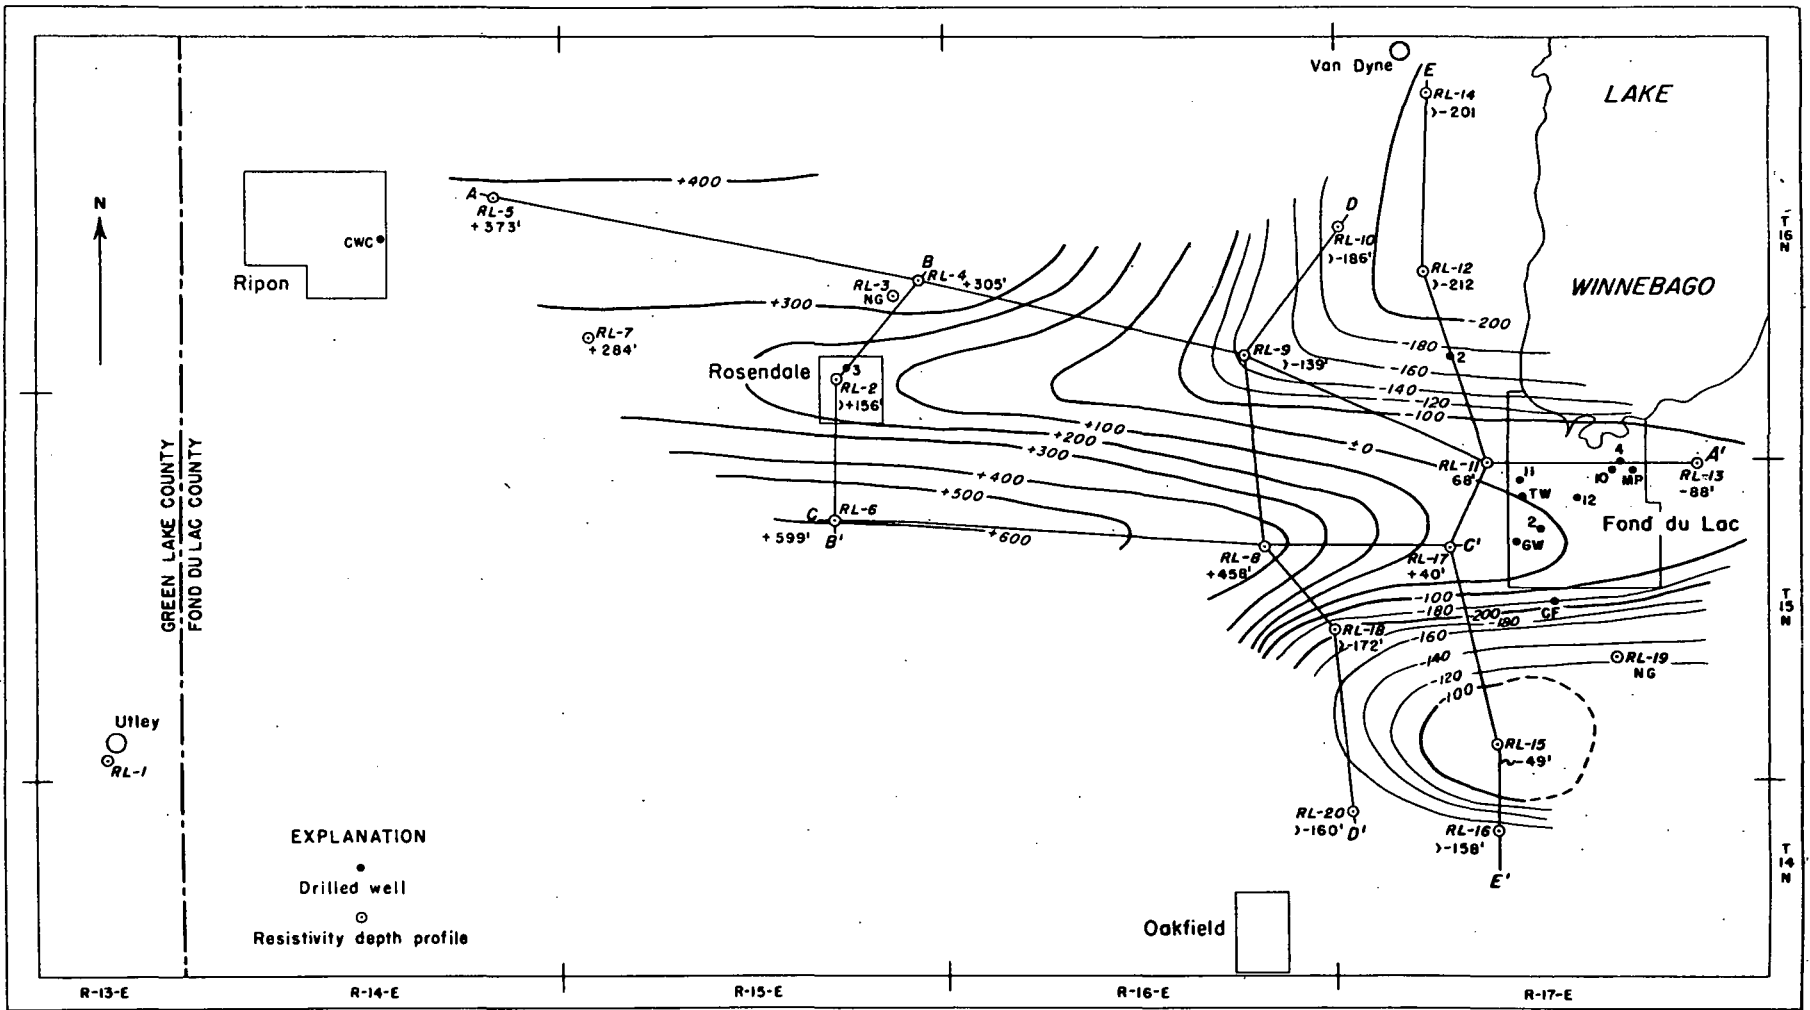 Van Dyne
E
RL-14
>-201
LAKE
N
A
RL-5
+373'
+400
CWC
Ripon
D
RL-10
>-186'
T
16
N
B
RL-4
+305'
RL-3
NG
RL-12
>-212
WINNEBAGO
+300
-200
RL-7
+284'
-180
2
RL-9
>-139'
-160
-140
-120
-100
Rosendale
3
RL-2
>+156'
+100
+200
+300
±0
+400
+500
+600
RL-11
68'
4
10
MP
A'
RL-13
-88'
11
TW
12
2
GW
Fond du Lac
C
RL-6
+599'
B'
RL-8
+458'
C'
RL-17
+40'
GREEN LAKE COUNTY
FOND DU LAC COUNTY
-100
-180
-200
-180
CF
T
15
N
RL-18
>-172'
-160
-140
-120
-100
RL-19
NG
Utley
RL-1
RL-15
~-49'
RL-20
>-160'
D'
RL-16
>-158'
E'
T
14
N
EXPLANATION
Drilled well
Resistivity depth profile
Oakfield
R-13-E
R-14-E
R-15-E
R-16-E
R-17-E